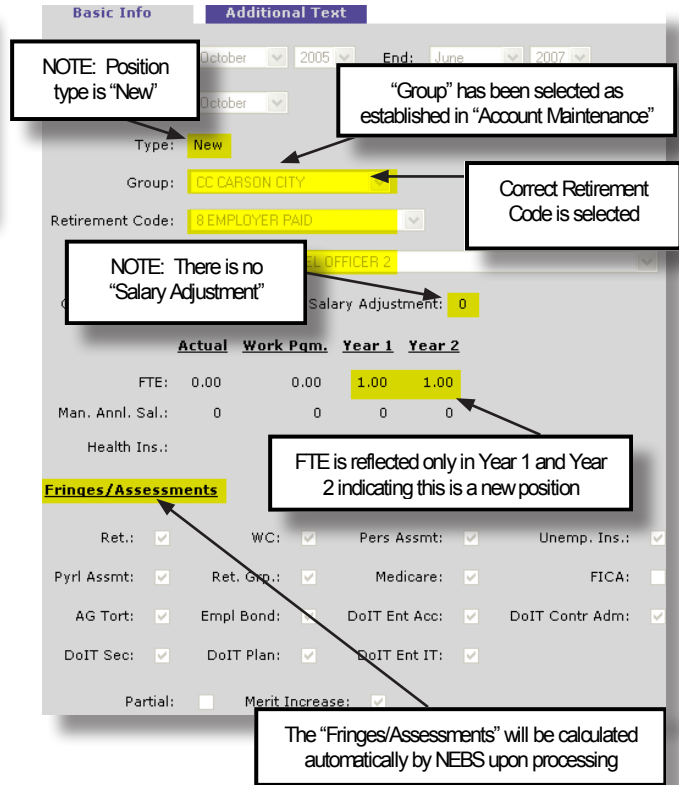 Basic Info Additional Text
October 2005 End: June 2007
NOTE: Position
type is “New”
October
“Group” has been selected as
established in “Account Maintenance”
Type: New
Group: CC CARSON CITY
Correct Retirement
Code is selected
Retirement Code: 8 EMPLOYER PAID
OFFICER 2
NOTE: There is no
“Salary Adjustment”
Salary Adjustment: 0
Actual Work Pgm. Year 1 Year 2
FTE: 0.00 0.00 1.00 1.00
Man. Annl. Sal.: 0 0 0 0
Health Ins.:
FTE is reflected only in Year 1 and Year
2 indicating this is a new position
Fringes/Assessments
Ret.: WC: Pers Assmt: Unemp. Ins.:
Pyrl Assmt: Ret. Grp.: Medicare: FICA:
AG Tort: Empl Bond: DoIT Ent Acc: DoIT Contr Adm:
DoIT Sec: DoIT Plan: DoIT Ent IT:
Partial: Merit Increase:
The “Fringes/Assessments” will be calculated
automatically by NEBS upon processing